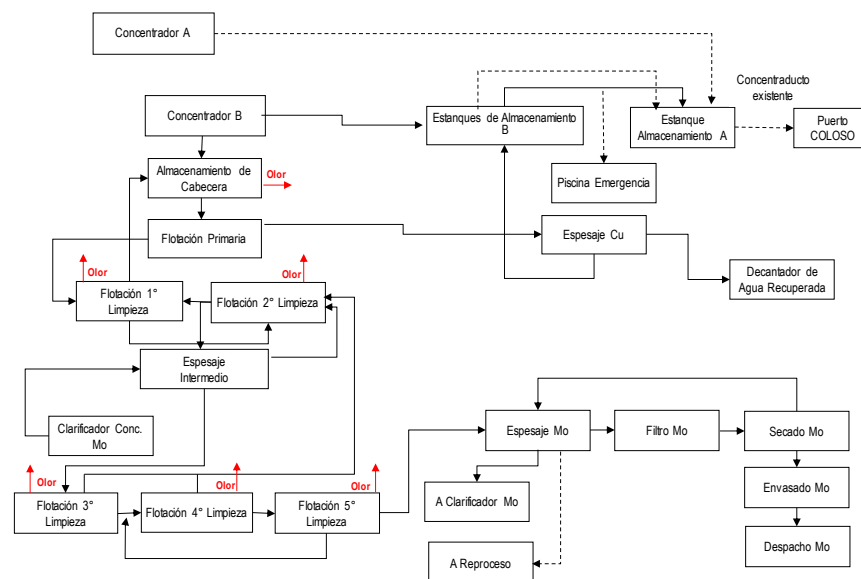 Concentrador A
Concentraducto
existente
Concentrador B
Estanques de Almacenamiento
B
Estanque
Almacenamiento A
Puerto
COLOSO
Almacenamiento de
Cabecera
Olor
Piscina Emergencia
Flotación Primaria
Espesaje Cu
Decantador de
Agua Recuperada
Olor
Olor
Flotación 1°
Limpieza
Flotación 2° Limpieza
Espesaje
Intermedio
Clarificador Conc.
Mo
Espesaje Mo
Filtro Mo
Secado Mo
Olor
Olor
Olor
Flotación 3°
Limpieza
Flotación 4° Limpieza
Flotación 5°
Limpieza
A Clarificador Mo
Envasado Mo
Despacho Mo
A Reproceso